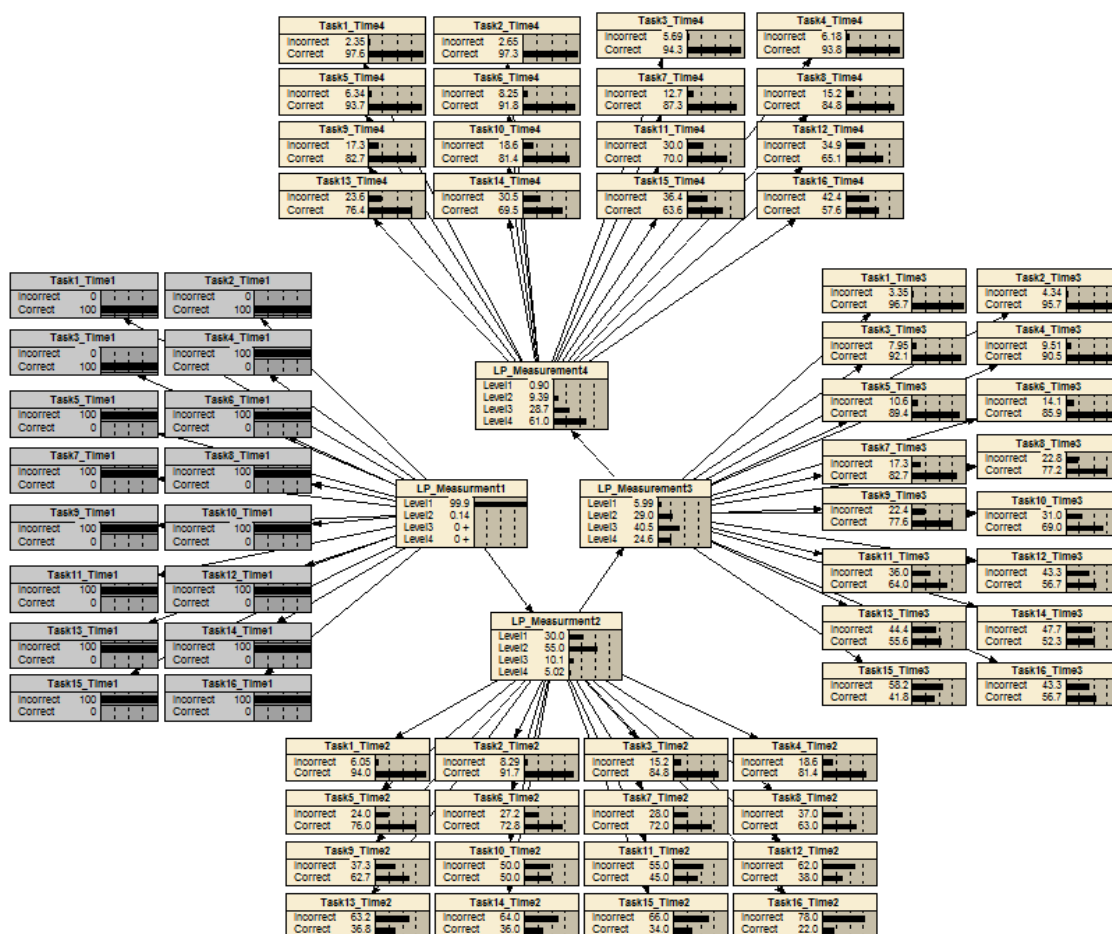 Task1_Time4
Incorrect 2.35
Correct 97.6
Task2_Time4
Incorrect 2.65
Correct 97.3
Task3_Time4
Incorrect 5.69
Correct 94.3
Task4_Time4
Incorrect 6.18
Correct 93.8
Task5_Time4
Incorrect 6.34
Correct 93.7
Task6_Time4
Incorrect 8.25
Correct 91.8
Task7_Time4
Incorrect 12.7
Correct 87.3
Task8_Time4
Incorrect 15.2
Correct 84.8
Task9_Time4
Incorrect 17.3
Correct 82.7
Task10_Time4
Incorrect 18.6
Correct 81.4
Task11_Time4
Incorrect 30.0
Correct 70.0
Task12_Time4
Incorrect 34.9
Correct 65.1
Task13_Time4
Incorrect 23.6
Correct 76.4
Task14_Time4
Incorrect 30.5
Correct 69.5
Task15_Time4
Incorrect 36.4
Correct 63.6
Task16_Time4
Incorrect 42.4
Correct 57.6
Task1_Time1
Incorrect 0
Correct 100
Task2_Time1
Incorrect 0
Correct 100
Task3_Time1
Incorrect 0
Correct 100
Task4_Time1
Incorrect 100
Correct 0
Task5_Time1
Incorrect 100
Correct 0
Task6_Time1
Incorrect 100
Correct 0
Task7_Time1
Incorrect 100
Correct 0
Task8_Time1
Incorrect 100
Correct 0
Task9_Time1
Incorrect 100
Correct 0
Task10_Time1
Incorrect 100
Correct 0
Task11_Time1
Incorrect 100
Correct 0
Task12_Time1
Incorrect 100
Correct 0
Task13_Time1
Incorrect 100
Correct 0
Task14_Time1
Incorrect 100
Correct 0
Task15_Time1
Incorrect 100
Correct 0
Task16_Time1
Incorrect 100
Correct 0
LP_Measurement4
Level1 0.90
Level2 9.39
Level3 28.7
Level4 61.0
LP_Measurment1
Level1 99.9
Level2 0.14
Level3 0 +
Level4 0 +
LP_Measurement3
Level1 5.99
Level2 29.0
Level3 40.5
Level4 24.6
LP_Measurment2
Level1 30.0
Level2 55.0
Level3 10.1
Level4 5.02
Task1_Time3
Incorrect 3.35
Correct 96.7
Task2_Time3
Incorrect 4.34
Correct 95.7
Task3_Time3
Incorrect 7.95
Correct 92.1
Task4_Time3
Incorrect 9.51
Correct 90.5
Task5_Time3
Incorrect 10.6
Correct 89.4
Task6_Time3
Incorrect 14.1
Correct 85.9
Task7_Time3
Incorrect 17.3
Correct 82.7
Task8_Time3
Incorrect 22.8
Correct 77.2
Task9_Time3
Incorrect 22.4
Correct 77.6
Task10_Time3
Incorrect 31.0
Correct 69.0
Task11_Time3
Incorrect 36.0
Correct 64.0
Task12_Time3
Incorrect 43.3
Correct 56.7
Task13_Time3
Incorrect 44.4
Correct 55.6
Task14_Time3
Incorrect 47.7
Correct 52.3
Task15_Time3
Incorrect 58.2
Correct 41.8
Task16_Time3
Incorrect 43.3
Correct 56.7
Task1_Time2
Incorrect 6.05
Correct 94.0
Task2_Time2
Incorrect 8.29
Correct 91.7
Task3_Time2
Incorrect 15.2
Correct 84.8
Task4_Time2
Incorrect 18.6
Correct 81.4
Task5_Time2
Incorrect 24.0
Correct 76.0
Task6_Time2
Incorrect 27.2
Correct 72.8
Task7_Time2
Incorrect 28.0
Correct 72.0
Task8_Time2
Incorrect 37.0
Correct 63.0
Task9_Time2
Incorrect 37.3
Correct 62.7
Task10_Time2
Incorrect 50.0
Correct 50.0
Task11_Time2
Incorrect 55.0
Correct 45.0
Task12_Time2
Incorrect 62.0
Correct 38.0
Task13_Time2
Incorrect 63.2
Correct 36.8
Task14_Time2
Incorrect 64.0
Correct 36.0
Task15_Time2
Incorrect 66.0
Correct 34.0
Task16_Time2
Incorrect 78.0
Correct 22.0